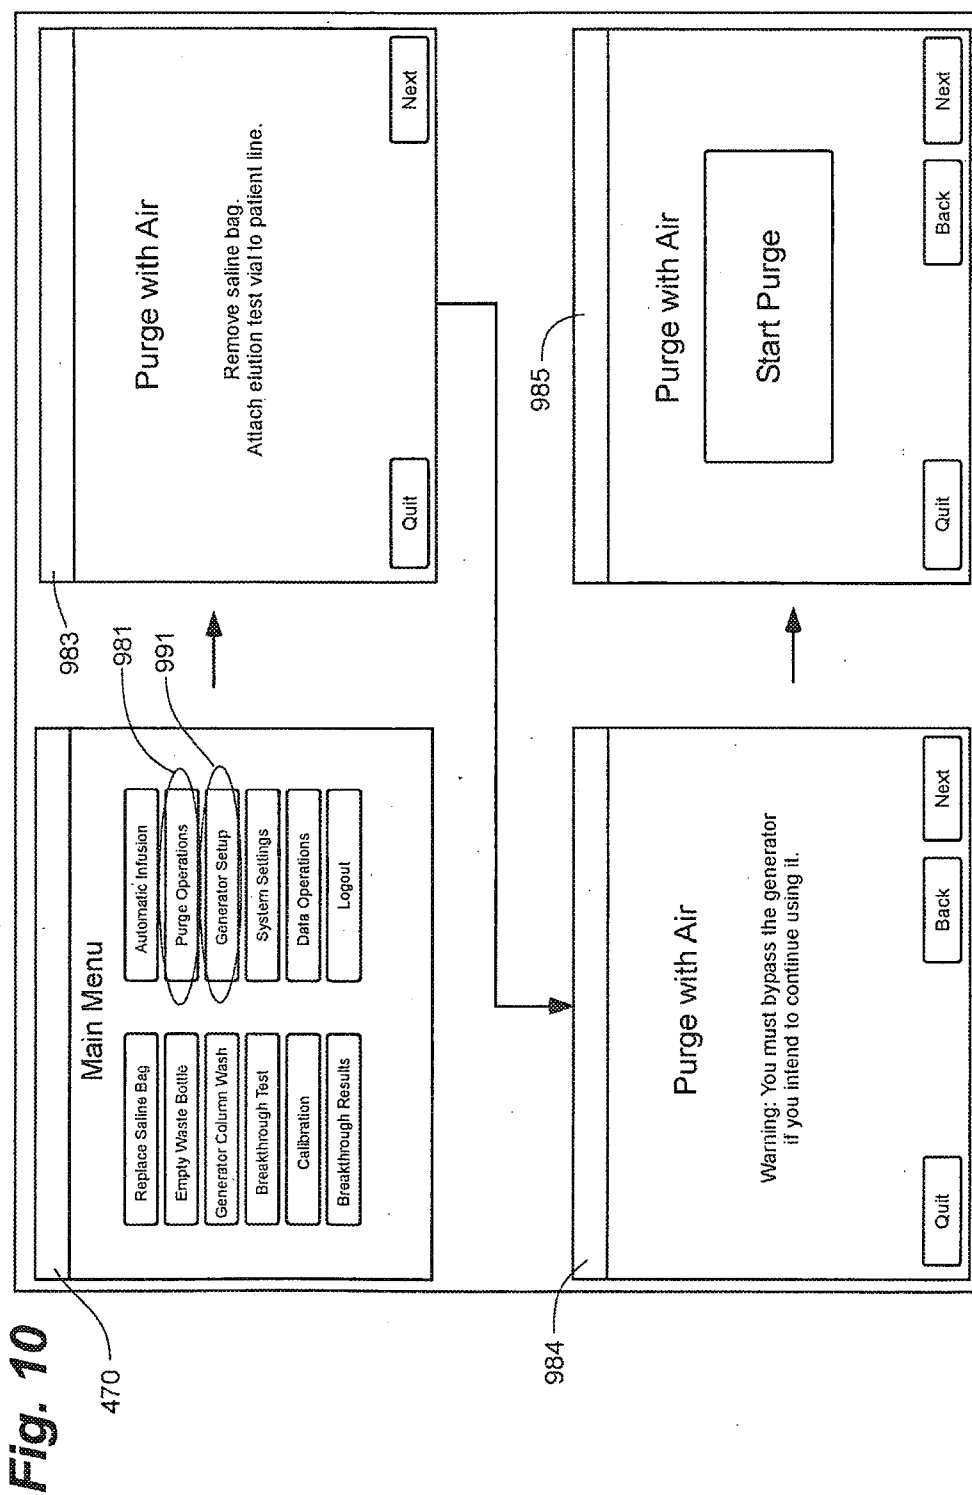 Fig. 10
470
Main Menu
Replace Saline Bag
Empty Waste Bottle
Generator Column Wash
Breakthrough Test
Calibration
Breakthrough Results
Automatic Infusion
Purge Operations
Generator Setup
System Settings
Data Operations
Logout
981
991
983
Purge with Air
Remove saline bag.
Attach elution test vial to patient line.
Quit
Next
984
Purge with Air
Warning: You must bypass the generator
if you intend to continue using it.
Quit
Back
Next
985
Purge with Air
Start Purge
Quit
Back
Next